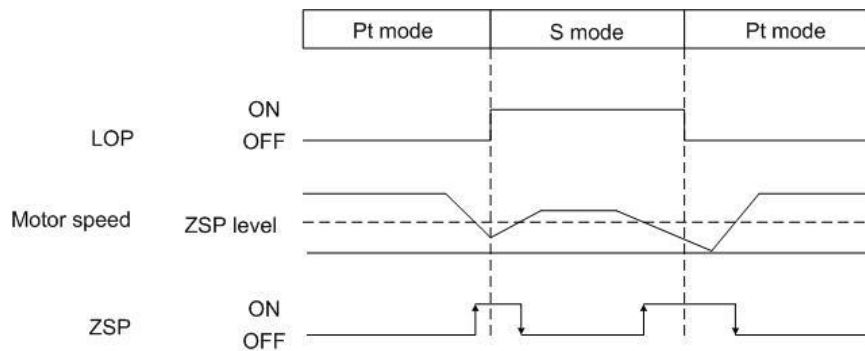 Pt mode S mode Pt mode
ON
LOP OFF
Motor speed ZSP level
ON
ZSP OFF